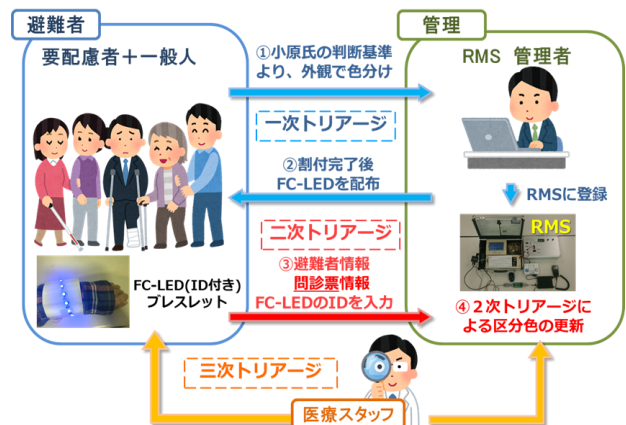 避難者
要配慮者＋一般人
管理
RMS 管理者
①小原氏の判断基準
より、外観で色分け
一次トリアージ
②割付完了後
FC-LEDを配布
RMSに登録
二次トリアージ
③避難者情報
問診票情報
FC-LEDのIDを入力
FC-LED(ID付き)
ブレスレット
RMS
④２次トリアージに
よる区分色の更新
三次トリアージ
医療スタッフ